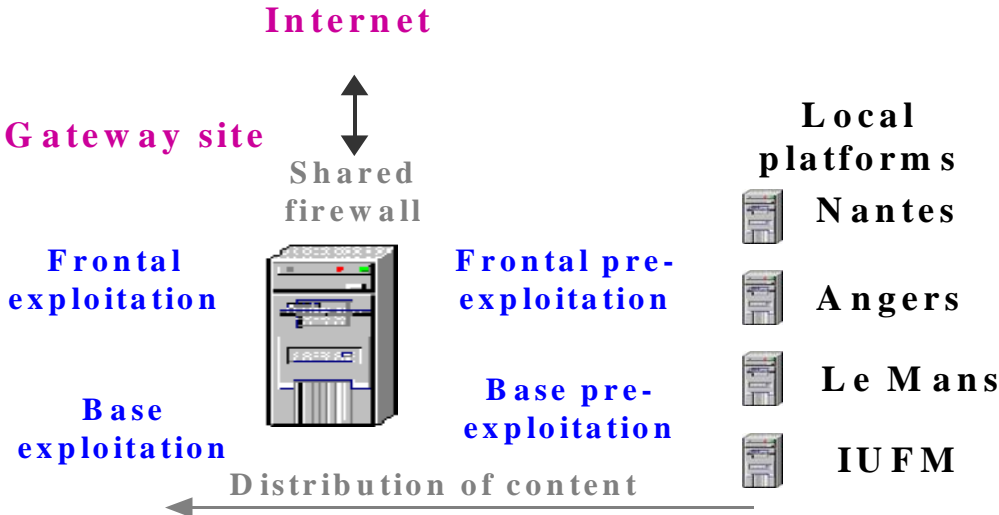 Internet
Gateway site
Shared
firewall
Frontal
exploitation
Frontal pre-
exploitation
Base
exploitation
Base pre-
exploitation
Local
platforms
Nantes
Angers
Le Mans
IUFM
Distribution of content